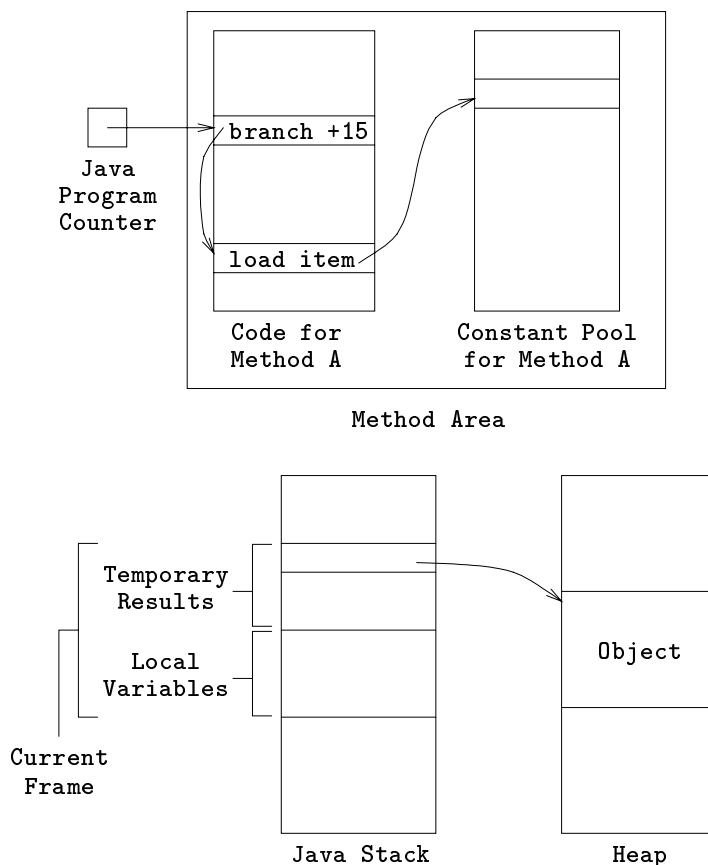 branch +15
Java
Program
Counter
load item
Code for
Method A
Constant Pool
for Method A
Method Area
Temporary
Results
Local
Variables
Object
Current
Frame
Java Stack
Heap